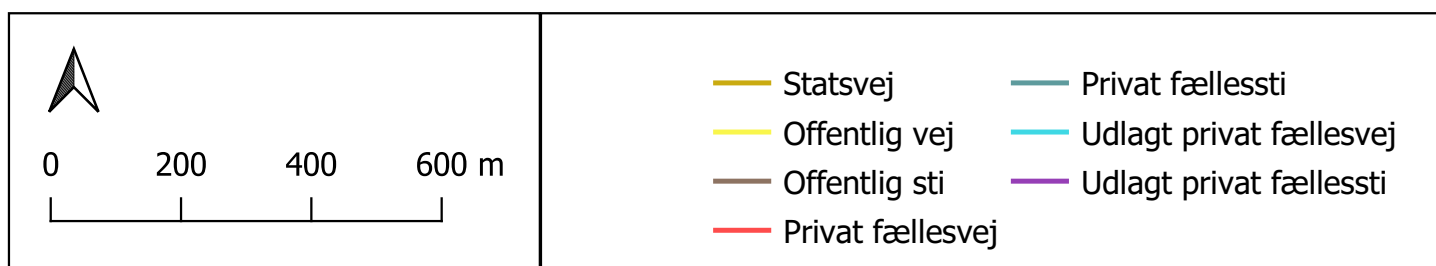 0 200 400 600 m
Statsvej
Offentlig vej
Offentlig sti
Privat fællesvej
Privat fællessti
Udlagt privat fællesvej
Udlagt privat fællessti